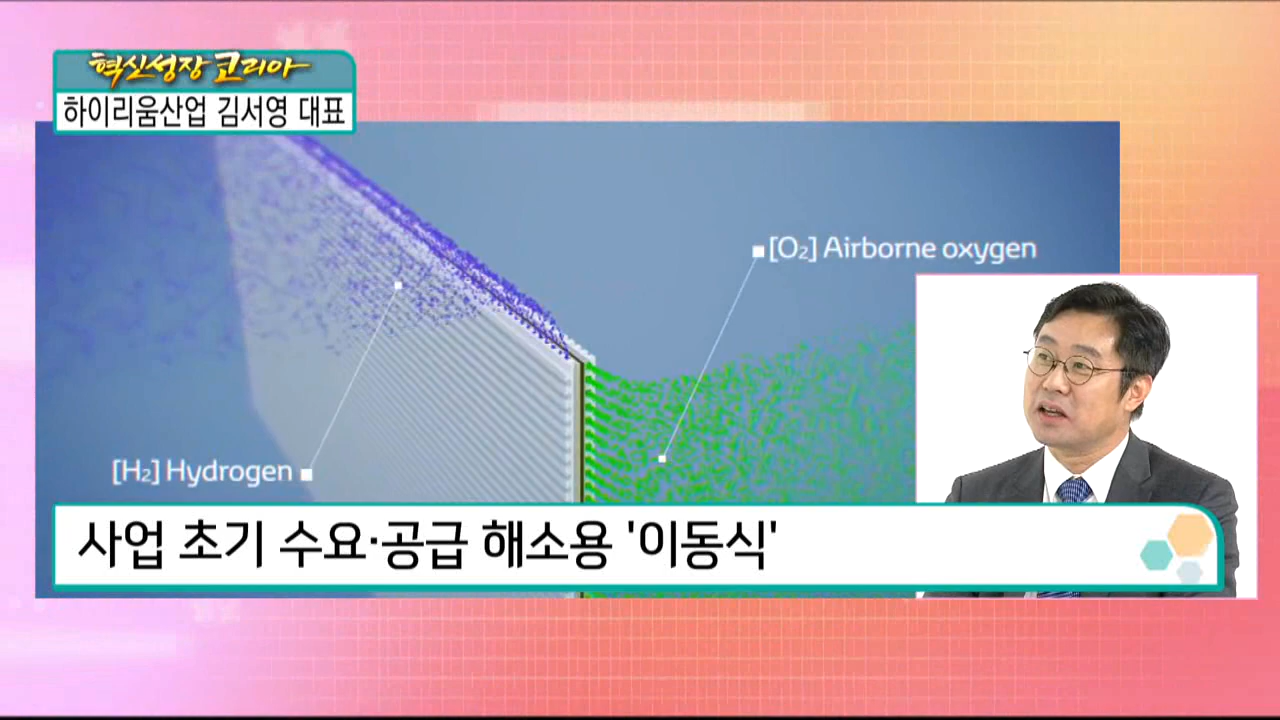 혁신성장 코리아
하이리움산업 김서영 대표
[O₂] Airborne oxygen
[H₂] Hydrogen
사업 초기 수요·공급 해소용 '이동식'